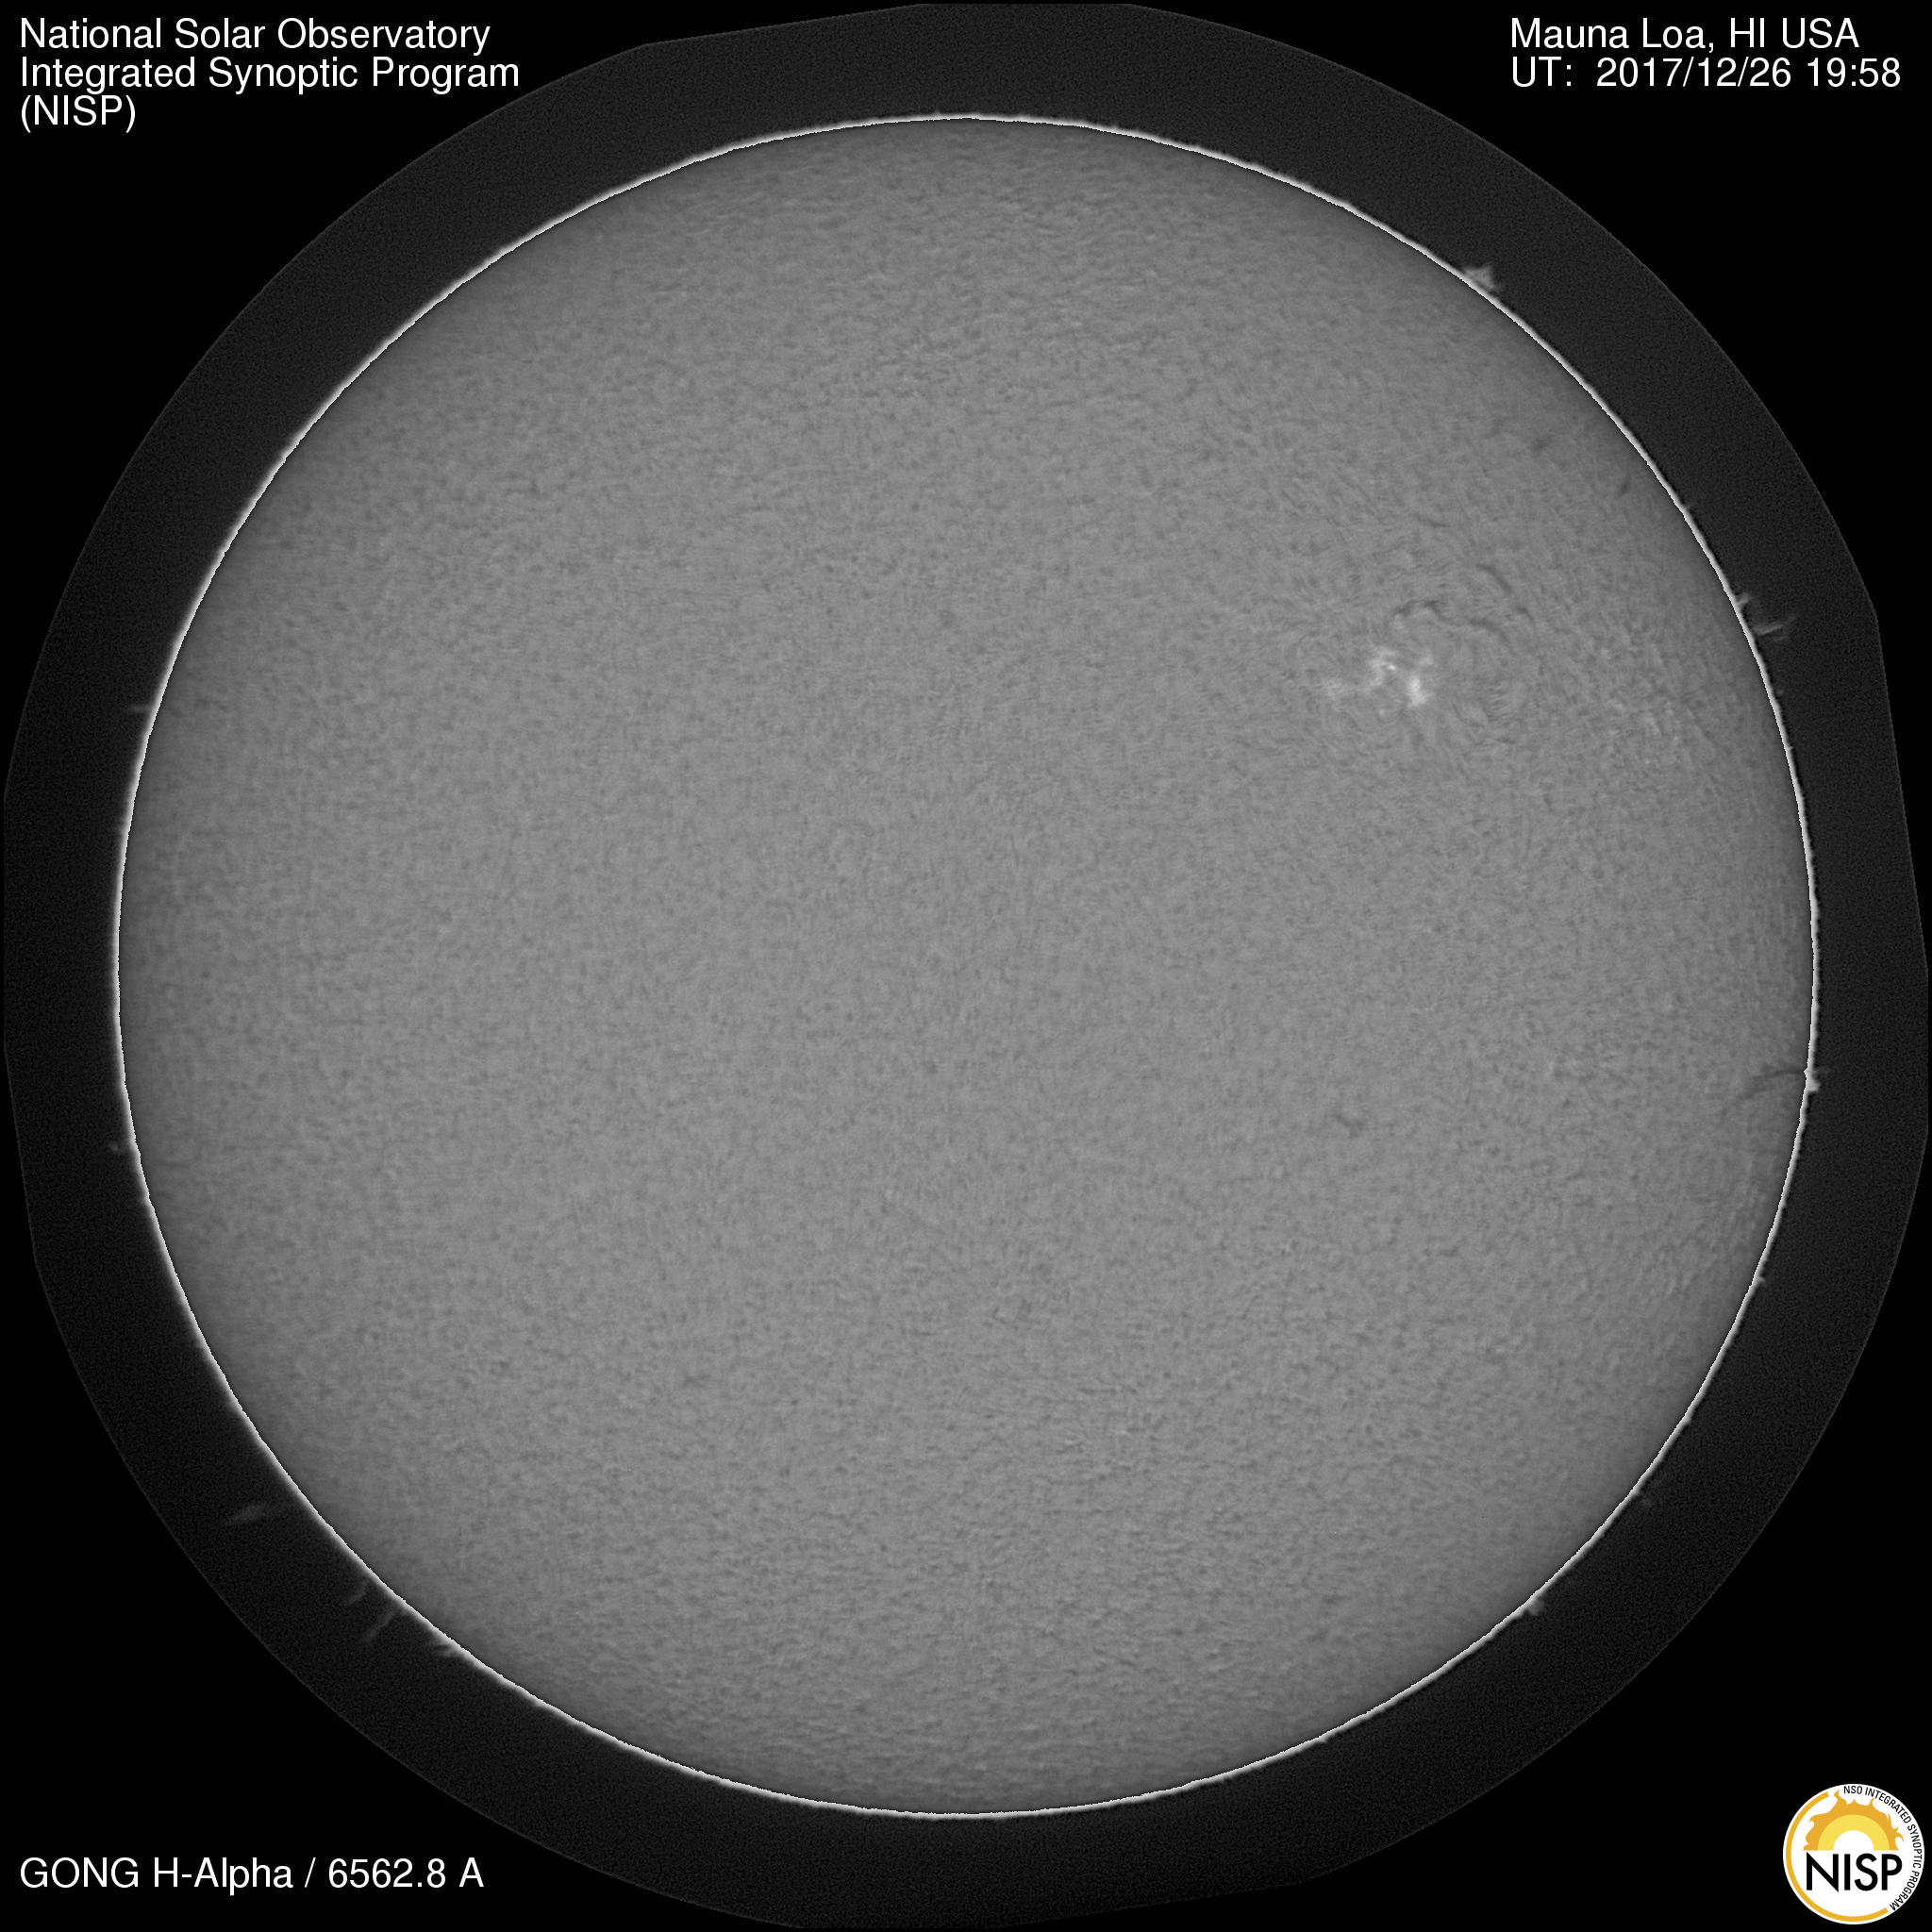 National Solar Observatory
Integrated Synoptic Program
(NISP)
Mauna Loa, HI USA
UT: 2017/12/26 19:58
GONG H-Alpha / 6562.8 A
NSO INTEGRATED SYNOPTIC PROGRAM
NISP